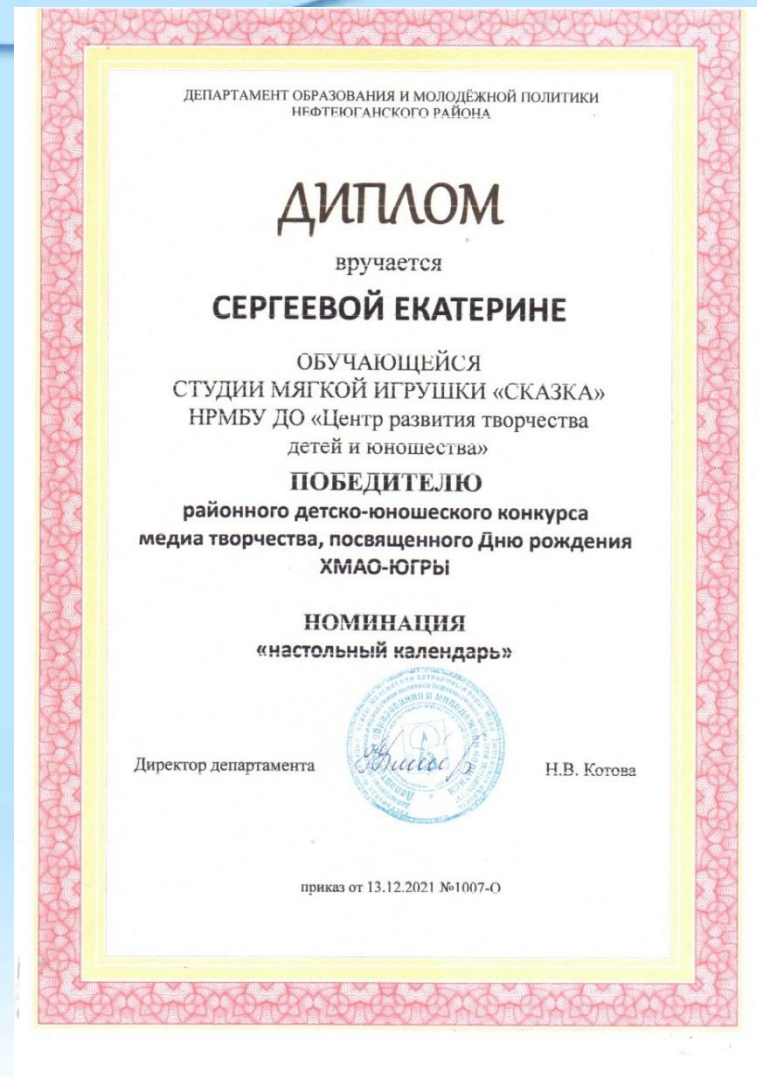 ДЕПАРТАМЕНТ ОБРАЗОВАНИЯ И МОЛОДЁЖНОЙ ПОЛИТИКИ
НЕФТЕЮГАНСКОГО РАЙОНА
ДИПЛОМ
вручается
СЕРГЕЕВОЙ ЕКАТЕРИНЕ
ОБУЧАЮЩЕЙСЯ
СТУДИИ МЯГКОЙ ИГРУШКИ «СКАЗКА»
НРМБУ ДО «Центр развития творчества
детей и юношества»
ПОБЕДИТЕЛЮ
районного детско-юношеского конкурса
медиа творчества, посвященного Дню рождения
ХМАО-ЮГРЫ
НОМИНАЦИЯ
«настольный календарь»
Директор департамента
Н.В. Котова
приказ от 13.12.2021 №1007-О